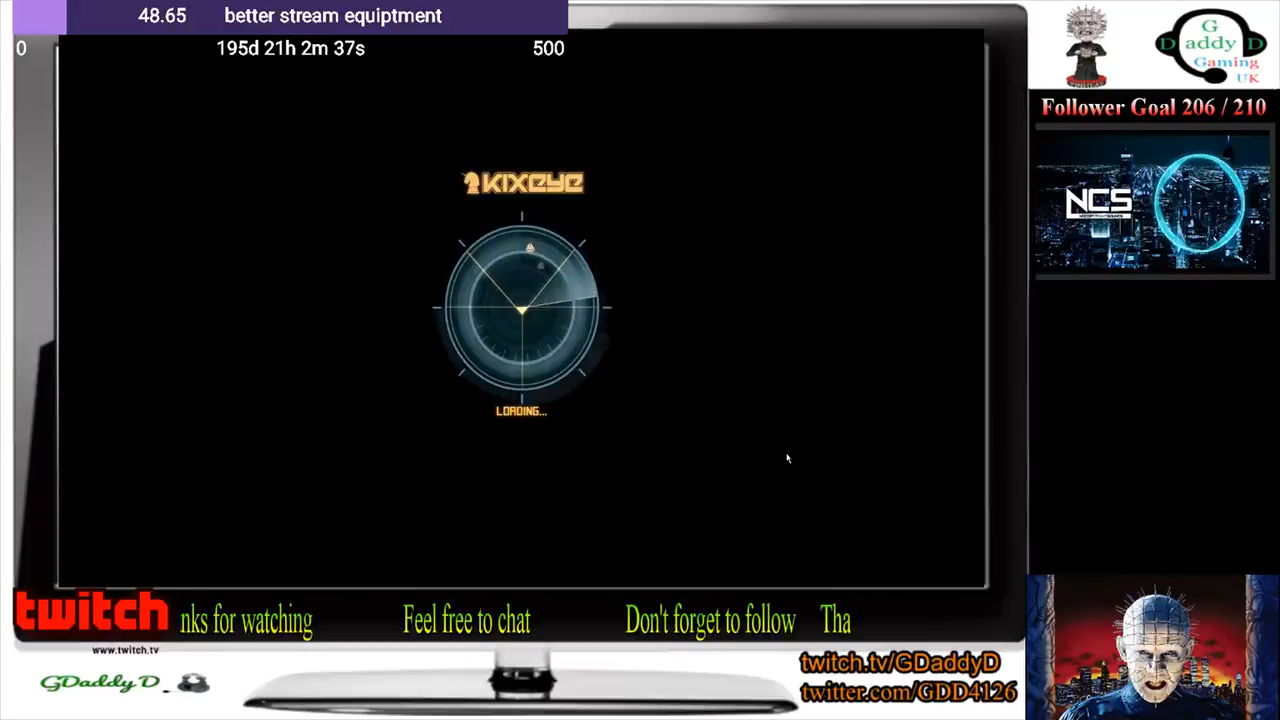 48.65 better stream equiptment
0 195d 21h 2m 37s 500
G
D addy D
Gaming
UK
Follower Goal 206 / 210
KIXEYE
NCS
LOADING...
twitch nks for watching Feel free to chat Don't forget to follow Tha
www.twitch.tv
GDaddyD
twitch.tv/GDaddyD
twitter.com/GDD4126